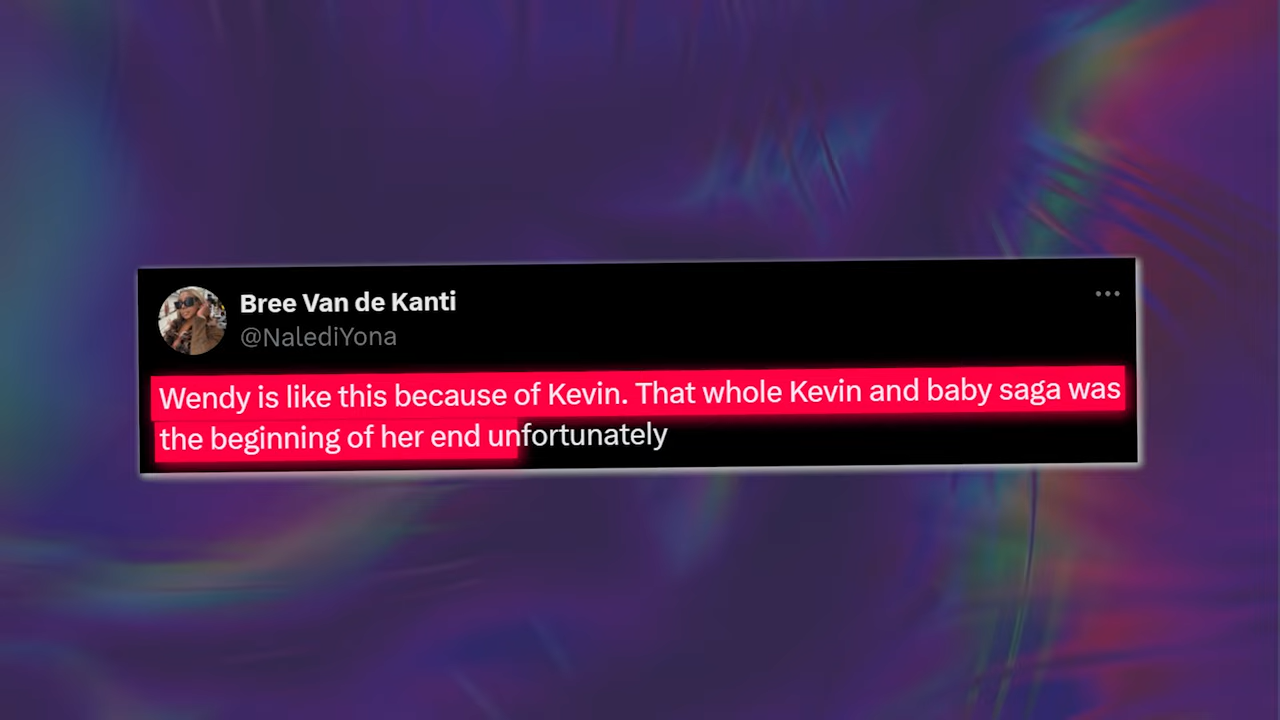 Bree Van de Kanti
@NalediYona
Wendy is like this because of Kevin. That whole Kevin and baby saga was
the beginning of her end unfortunately